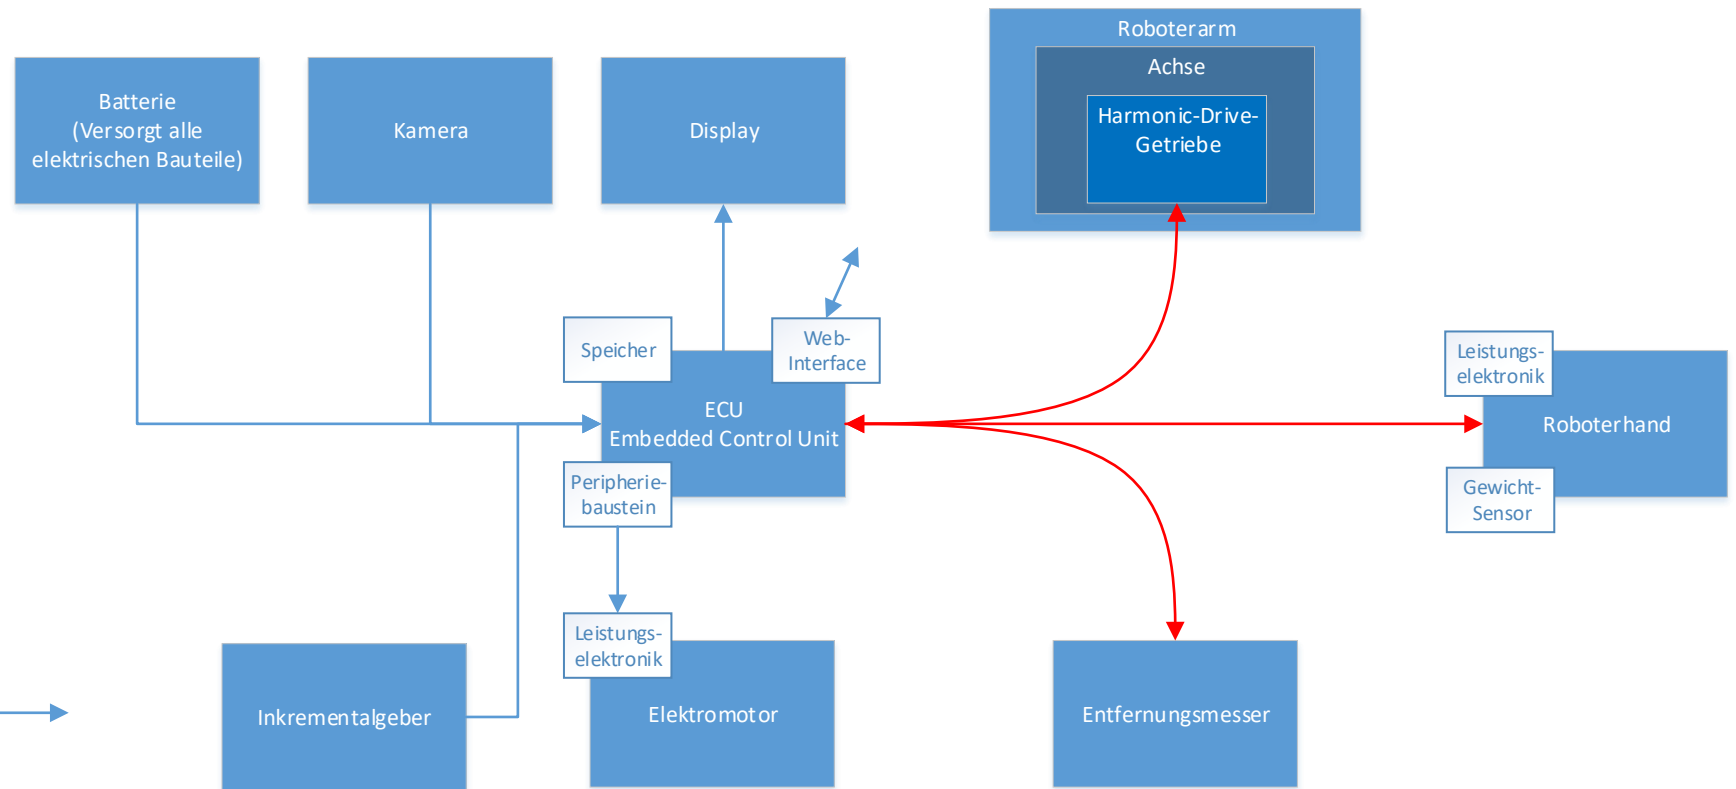 Batterie
(Versorgt alle
elektrischen Bauteile)
Kamera
Display
Roboterarm
Achse
Harmonic-Drive-
Getriebe
Speicher
Web-
Interface
ECU
Embedded Control Unit
Peripherie-
baustein
Leistungs-
elektronik
Roboterhand
Gewicht-
Sensor
Leistungs-
elektronik
Inkrementalgeber
Elektromotor
Entfernungsmesser